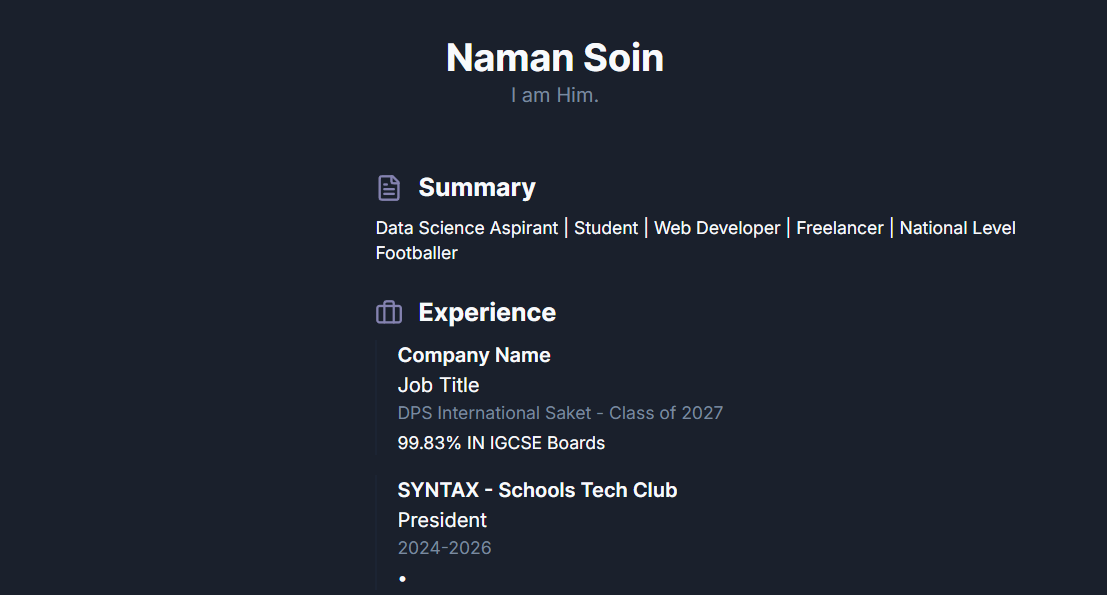 Naman Soin
I am Him.
Summary
Data Science Aspirant | Student | Web Developer | Freelancer | National Level
Footballer
Experience
Company Name
Job Title
DPS International Saket - Class of 2027
99.83% IN IGCSE Boards
SYNTAX - Schools Tech Club
President
2024-2026
•